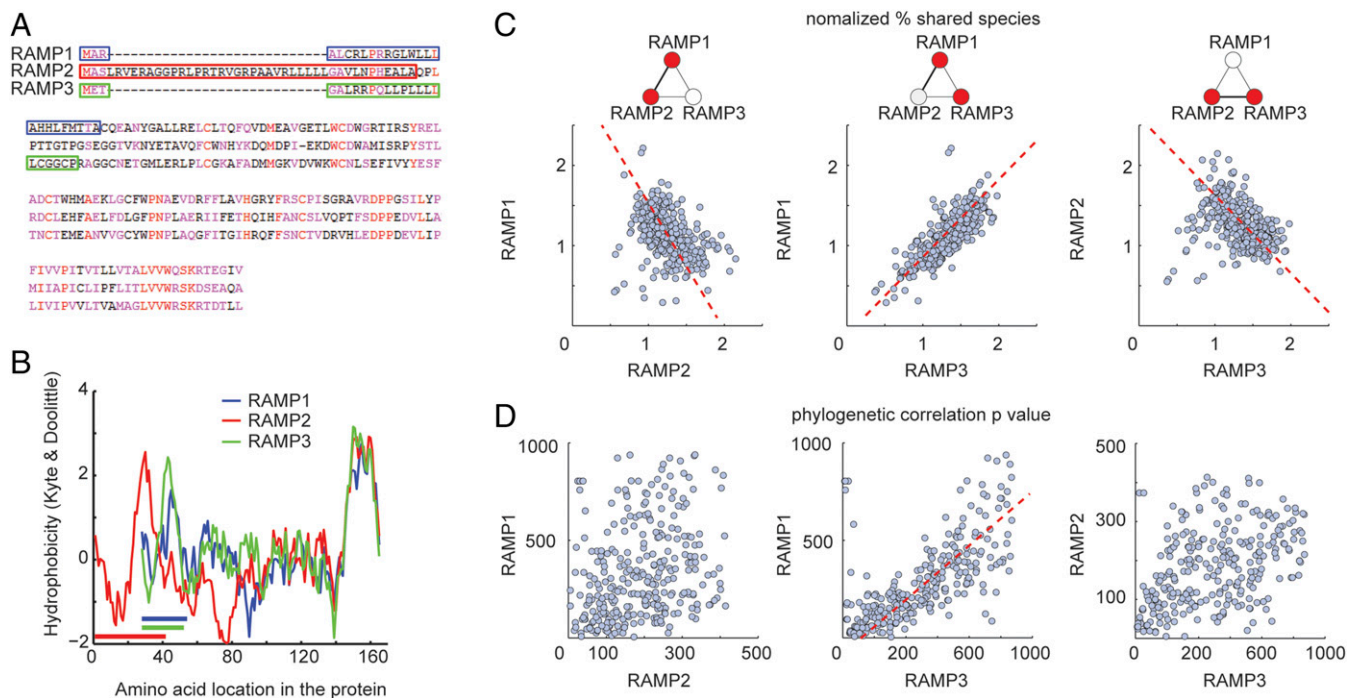 A
RAMP1 MAR----------------------------ALCRLPRRGLWLLL
RAMP2 MASLRVERAGGPRLPRTRVGRPAAVRLLLLLGAVLNPHEALAQPL
RAMP3 MET----------------------------GALRRPQLLPLLLL
AHHLFMTTACQEANYGALLRELCLTQFQVDMEAVGETLWCDWGRTIRSYREL
PTTGTPGSEGGTVKNYETAVQFCWNHYKDQMDPI-EKDWCDWAMISRPYSTL
LCGGCPRAGGCNETGMLERLPLCGKAFADMMGKVDVWKWCNLSEFIVYYESF
ADCTWHMAEKLGCFWPNAEVDRFFLAVHGRYFRSCPISGRAVRDPPGSILYP
RDCLEHFAELFDLGFPNPLAERIIFETHQIHFANCSLVQPTFSDPPEDVLLA
TNCTEMEANVVGCYWPNPLAQGFITGIHRQFFSNCTVDRVHLEDPPDEVLIP
FIVVPITVTLLVTALVVWQSKRTEGIV
MIIAPICLIPFLITLVVWRSKDSEAQA
LIVIPVVLTVAMAGLVVWRSKRTDTLL
B
Hydrophobicity (Kyte & Doolittle)
4
2
0
−2
RAMP1
RAMP2
RAMP3
0 40 80 120 160
Amino acid location in the protein
C
nomalized % shared species
RAMP1
RAMP2 RAMP3
RAMP1
2
1
0 1 2
RAMP2
RAMP1
RAMP2 RAMP3
RAMP1
2
1
0 1 2
RAMP3
RAMP1
RAMP2 RAMP3
RAMP2
2
1
0 1 2
RAMP3
D
phylogenetic correlation p value
RAMP1
1000
500
0 100 200 300 400 500
RAMP2
RAMP1
1000
500
0 200 400 600 800 1000
RAMP3
RAMP2
500
300
100
0 200 400 600 800 1000
RAMP3